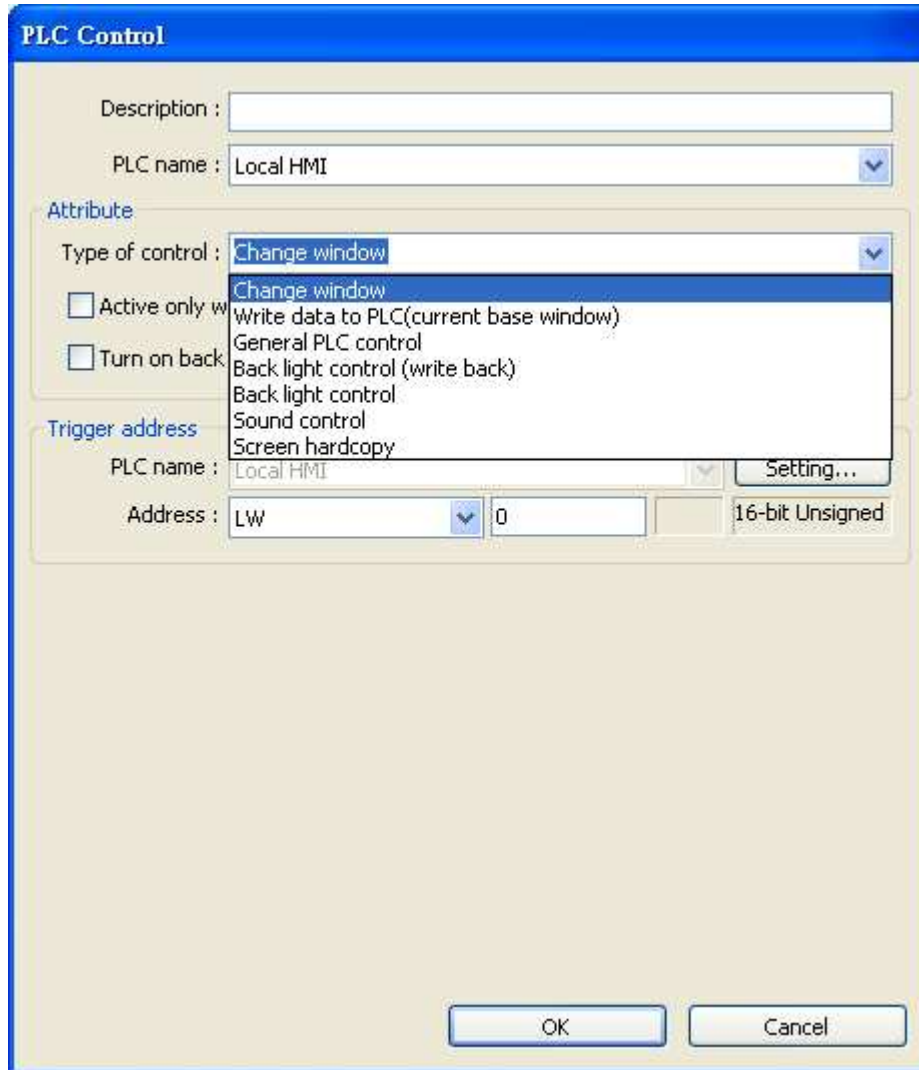 PLC Control
Description :
PLC name : Local HMI
Attribute
Type of control : Change window
Change window
Active only w
Write data to PLC(current base window)
General PLC control
Turn on back
Back light control (write back)
Back light control
Sound control
Trigger address
Screen hardcopy
PLC name : Local HMI Setting...
Address : LW 0 16-bit Unsigned
OK Cancel